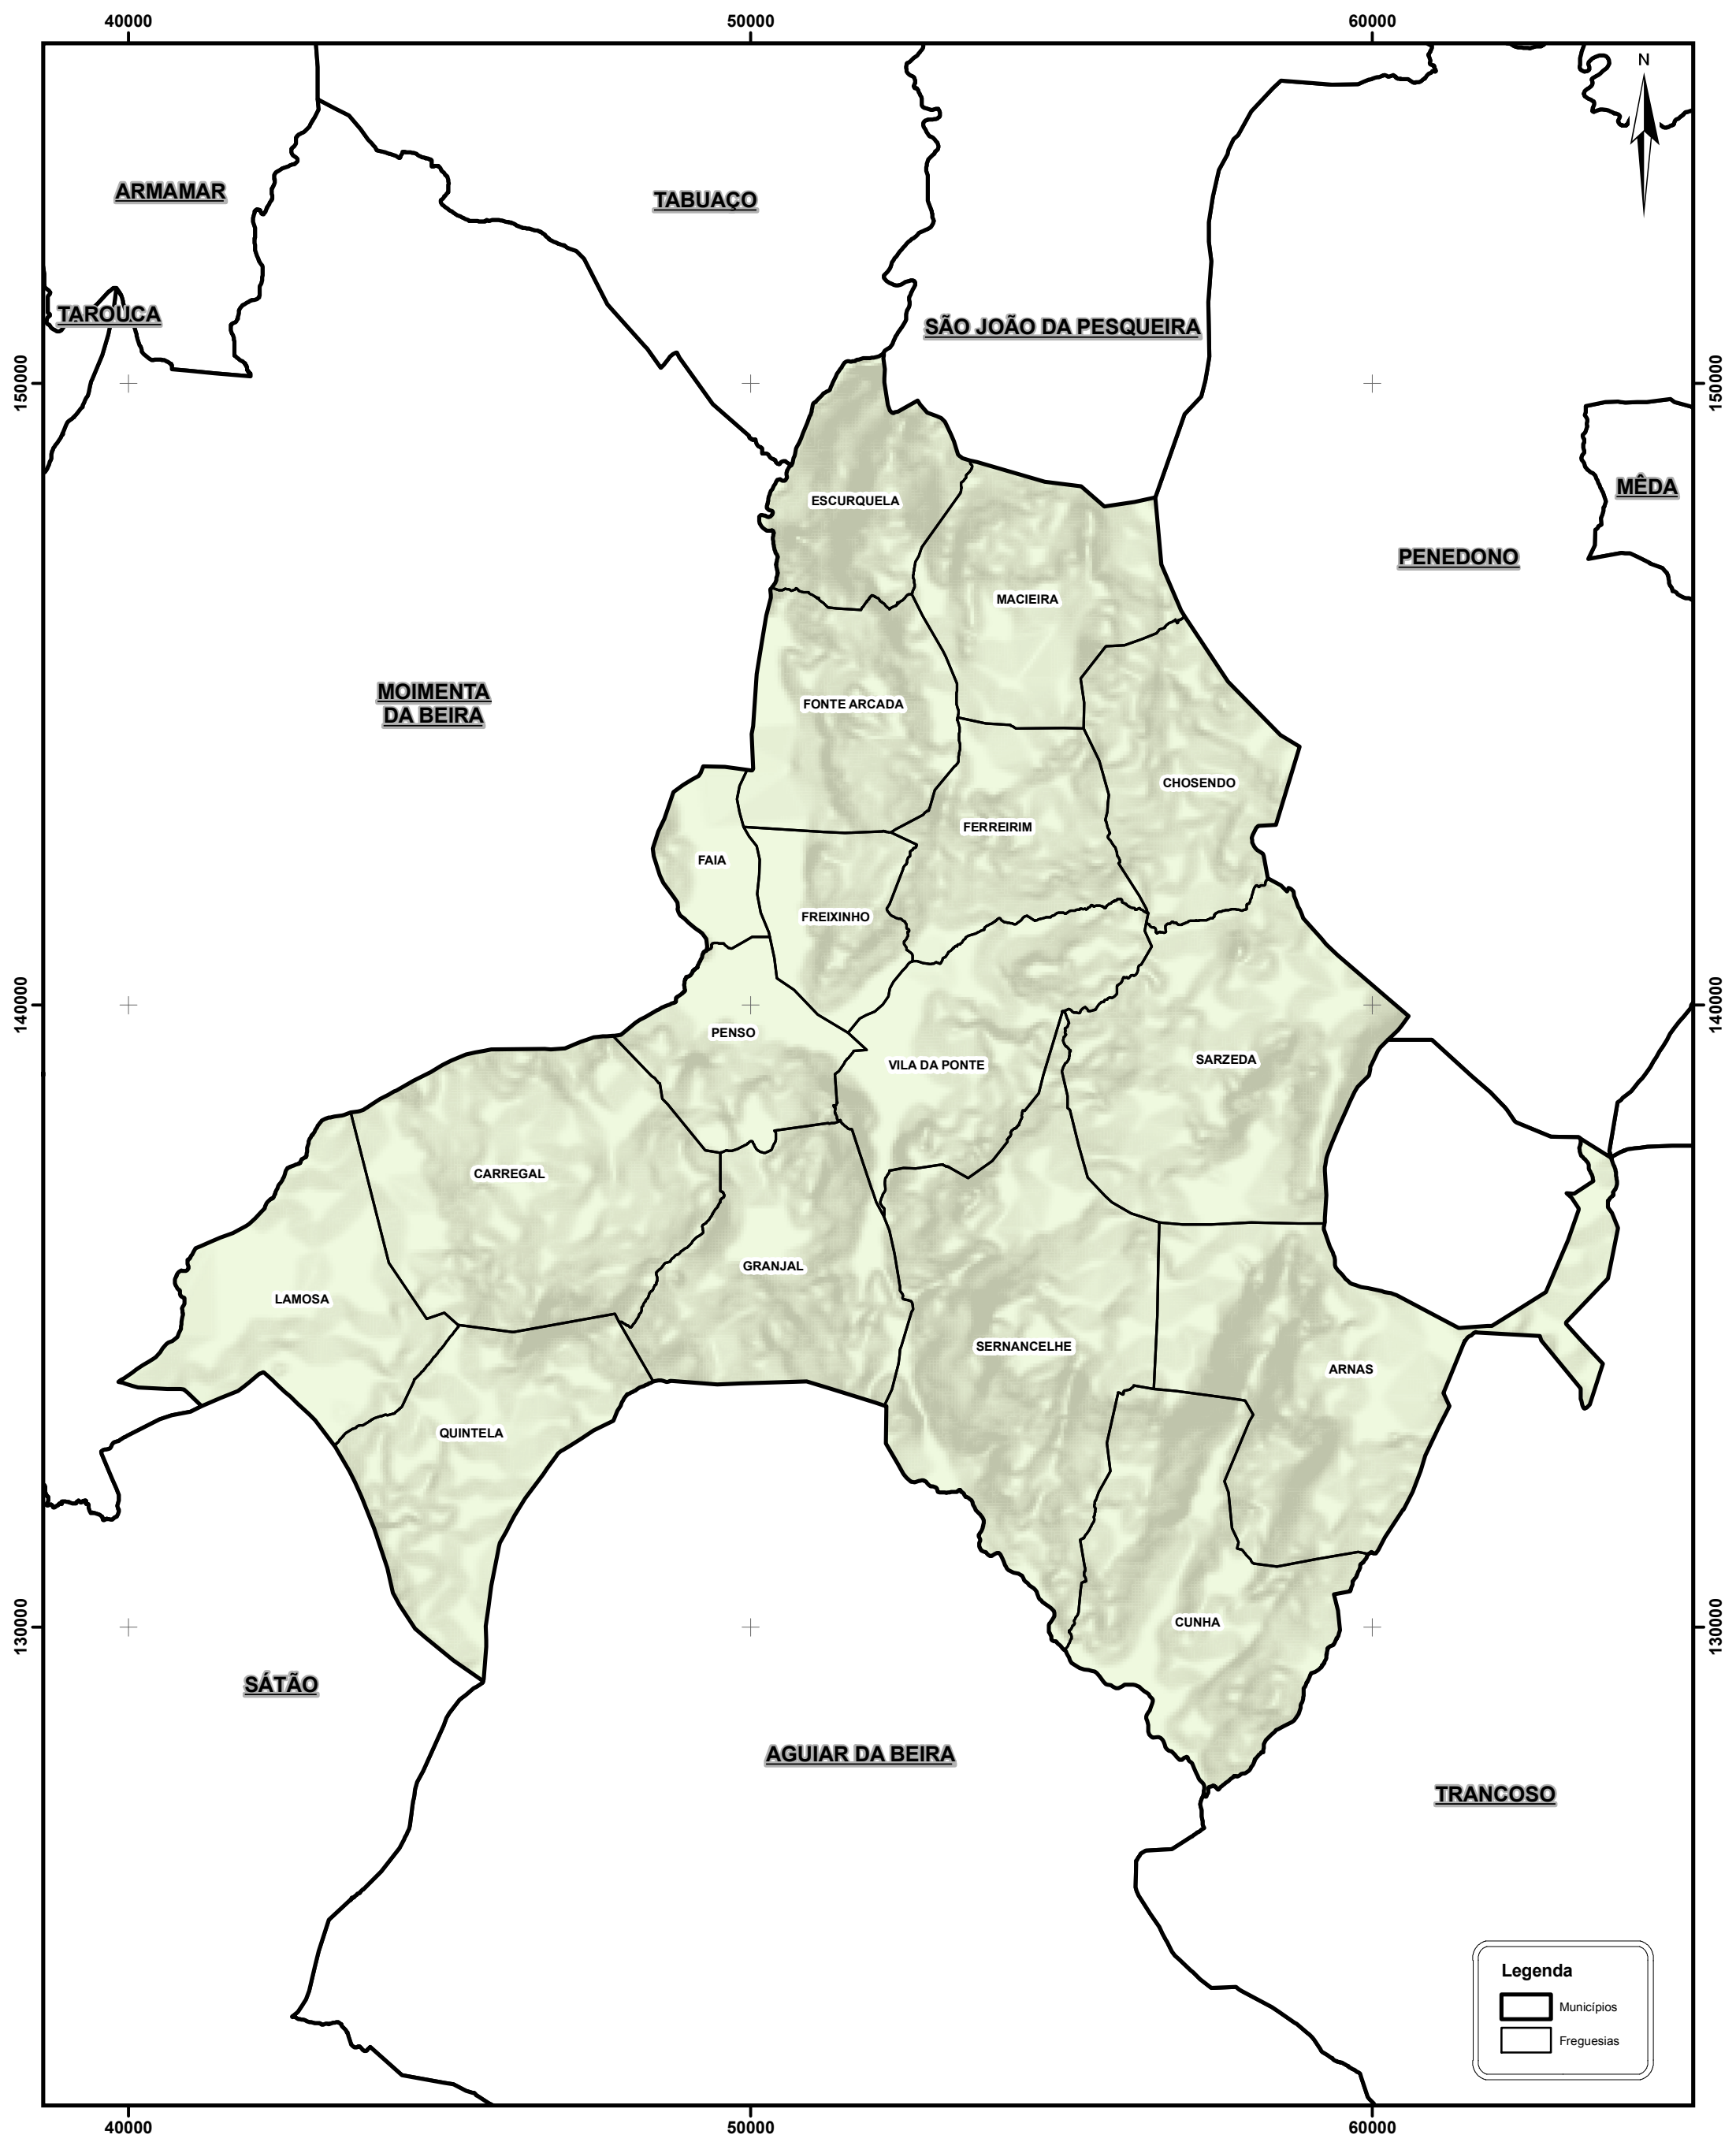 40000
50000
60000
N
ARMAMAR
TABUAÇO
TAROUCA
SÃO JOÃO DA PESQUEIRA
150000
150000
MÊDA
ESCURQUELA
PENEDONO
MACIEIRA
MOIMENTA
DA BEIRA
FONTE ARCADA
CHOSENDO
FERREIRIM
FAIA
FREIXINHO
140000
140000
PENSO
VILA DA PONTE
SARZEDA
CARREGAL
GRANJAL
LAMOSA
SERNANCELHE
ARNAS
QUINTELA
130000
130000
CUNHA
SÁTÃO
AGUIAR DA BEIRA
TRANCOSO
Legenda
Municípios
Freguesias
40000
50000
60000